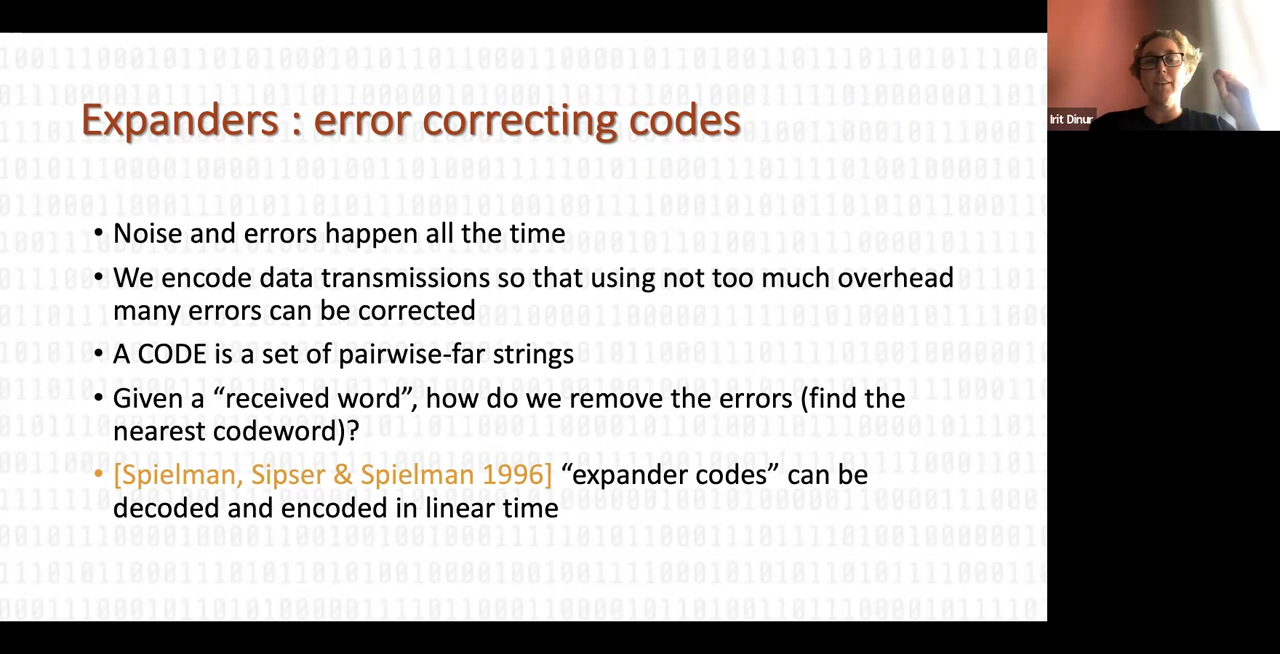 Expanders : error correcting codes
• Noise and errors happen all the time
• We encode data transmissions so that using not too much overhead
many errors can be corrected
• A CODE is a set of pairwise-far strings
• Given a “received word”, how do we remove the errors (find the
nearest codeword)?
• [Spielman, Sipser & Spielman 1996] “expander codes” can be
decoded and encoded in linear time
Irit Dinur